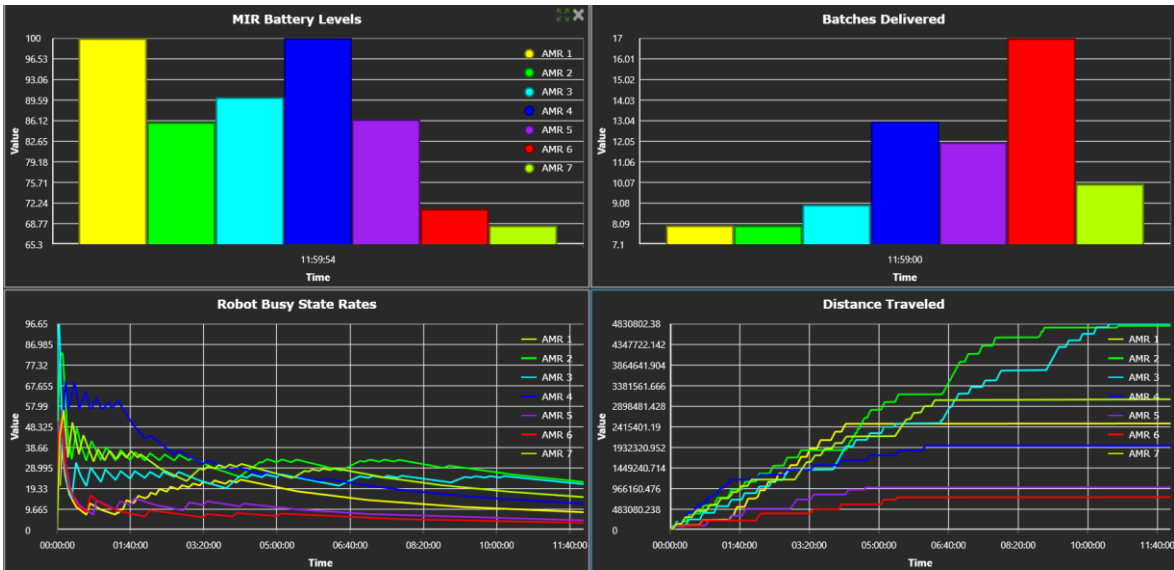 MIR Battery Levels
100
96.53
93.06
89.59
86.12
82.65
79.18
75.71
72.24
68.77
65.3
Value
11:59:54
Time
AMR 1
AMR 2
AMR 3
AMR 4
AMR 5
AMR 6
AMR 7
Batches Delivered
17
16.01
15.02
14.03
13.04
12.05
11.06
10.07
9.08
8.09
7.1
Value
11:59:00
Time
Robot Busy State Rates
96.65
86.985
77.32
67.655
57.99
48.325
38.66
28.995
19.33
9.665
0
Value
00:00:00 01:40:00 03:20:00 05:00:00 06:40:00 08:20:00 10:00:00 11:40:00
Time
AMR 1
AMR 2
AMR 3
AMR 4
AMR 5
AMR 6
AMR 7
Distance Traveled
4830802.38
4347722.142
3864641.904
3381561.666
2898481.428
2415401.19
1932320.952
1449240.714
966160.476
483080.238
0
Value
00:00:00 01:40:00 03:20:00 05:00:00 06:40:00 08:20:00 10:00:00 11:40:00
Time
AMR 1
AMR 2
AMR 3
AMR 4
AMR 5
AMR 6
AMR 7